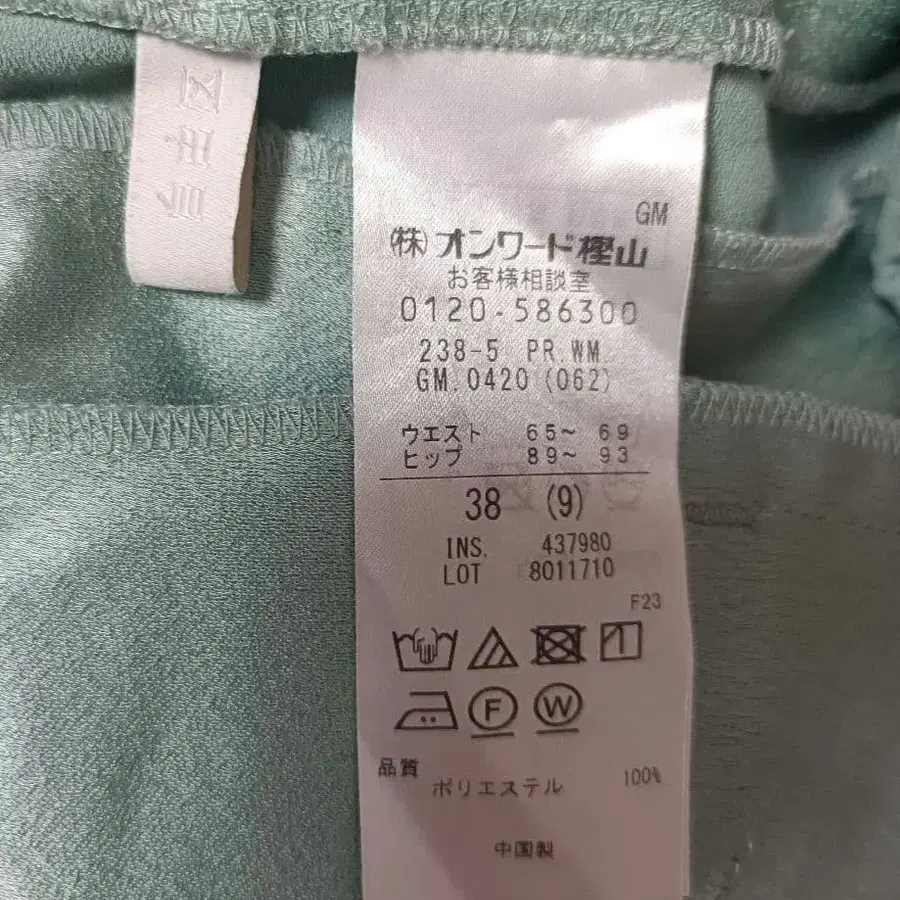 GM
㈱オンワード樫山
お客様相談室
0120-586300
238-5 PR.WM.
GM.0420(062)
ウエスト 65～ 69
ヒップ 89～ 93
38 (9)
INS. 437980
LOT 8011710
F23
F W
品質
ポリエステル 100%
中国製